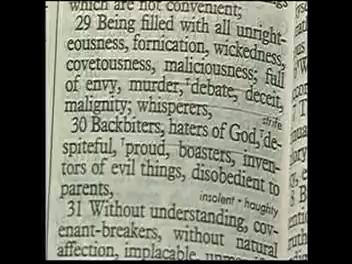 which are not convenient;
29 Being filled with all unright-
eousness, fornication, wickedness,
covetousness, maliciousness; full
of envy, murder, debate, deceit,
malignity; whisperers,
strife
30 Backbiters, haters of God, de-
spiteful, proud, boasters, inven-
tors of evil things, disobedient to
parents,
insolent • haughty
31 Without understanding, cov-
enant-breakers, without natural
affection, implacable,